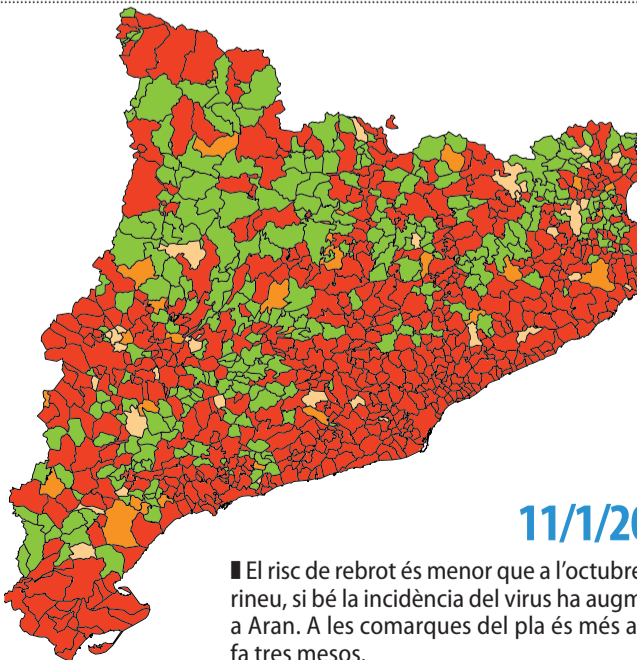 11/1/20
El risc de rebrot és menor que a l'octubre
rineu, si bé la incidència del virus ha augm
a Aran. A les comarques del pla és més a
fa tres mesos.